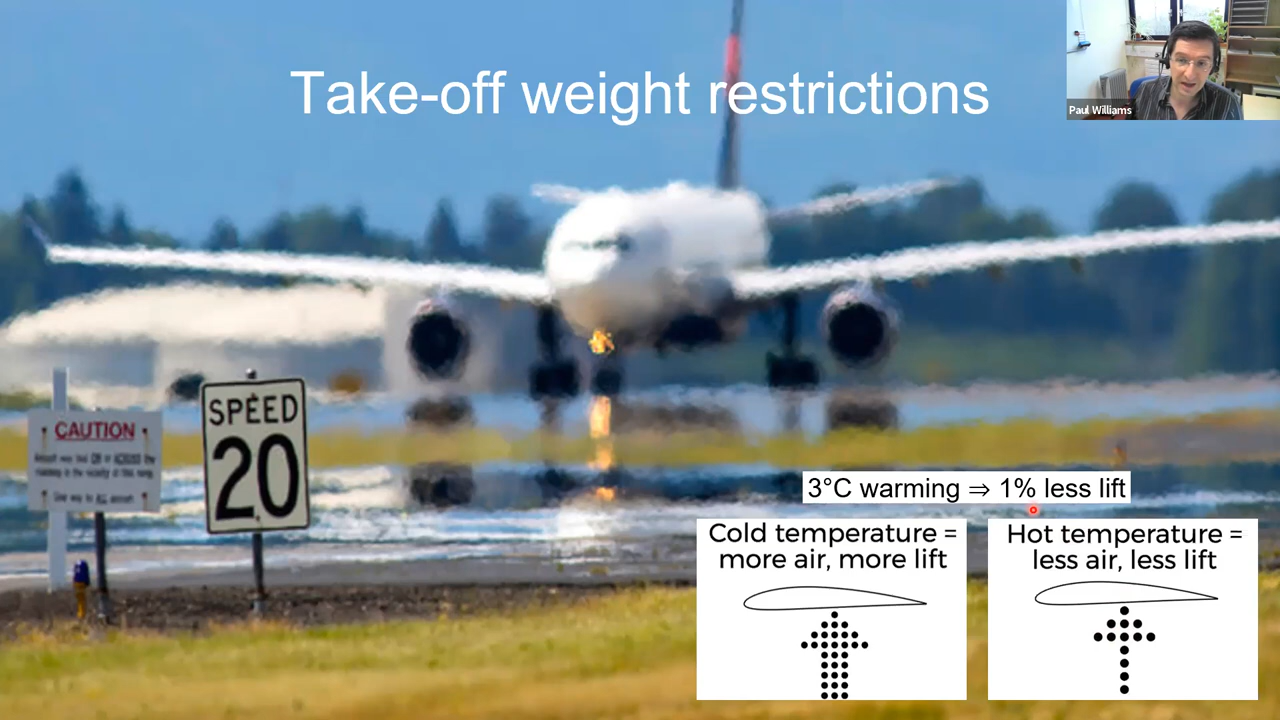 Take-off weight restrictions
Paul Williams
CAUTION
SPEED
20
3°C warming ⇒ 1% less lift
Cold temperature =
more air, more lift
Hot temperature =
less air, less lift